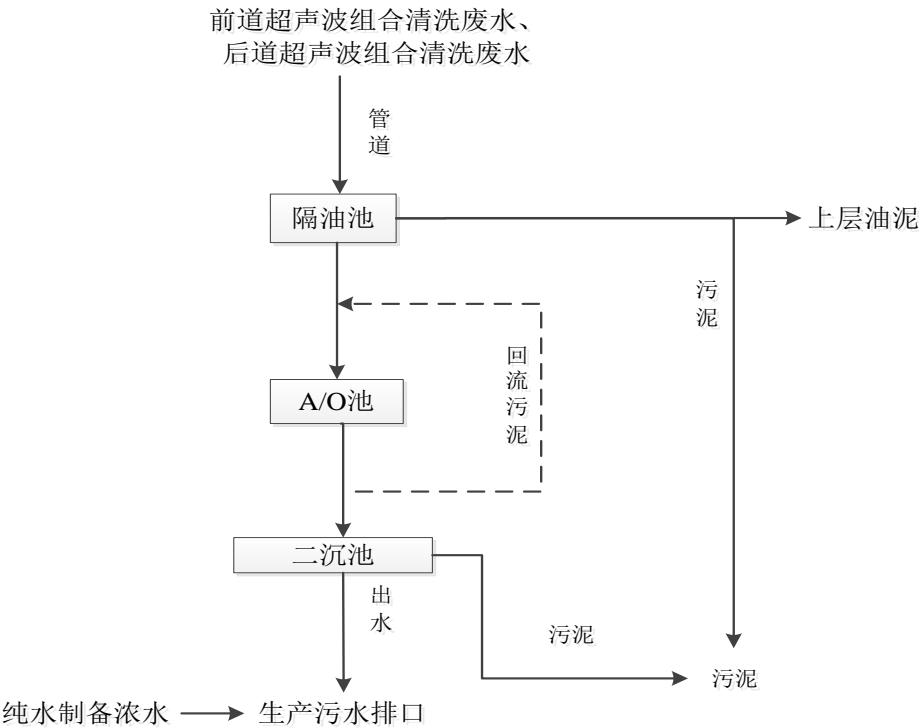 前道超声波组合清洗废水、
后道超声波组合清洗废水
管道
隔油池
上层油泥
污泥
回流污泥
A/O池
二沉池
出水
污泥
污泥
纯水制备浓水
生产污水排口